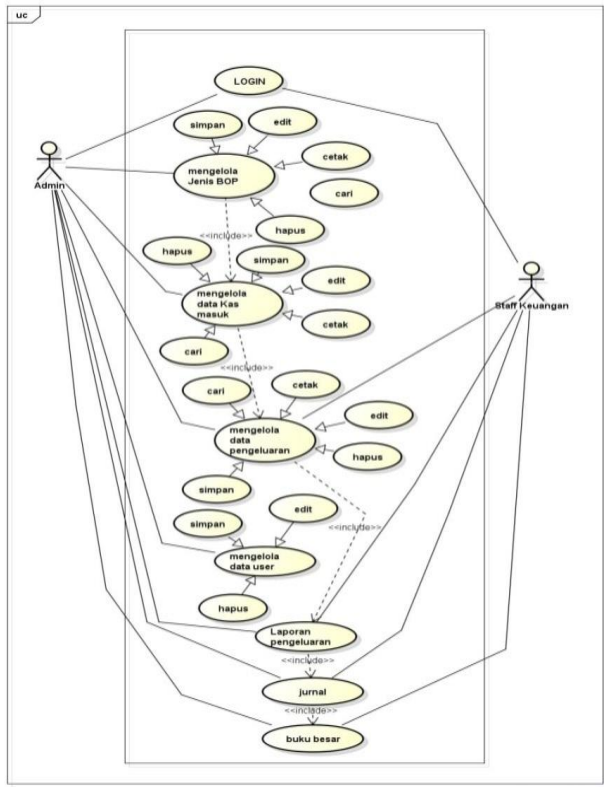 uc
LOGIN
simpan
edit
mengelola
Jenis BOP
cetak
cari
hapus
Admin
<<include>>
hapus
simpan
edit
mengelola
data Kas
masuk
cetak
cari
Staff Keuangan
<<include>>
cari
cetak
edit
mengelola
data
pengeluaran
hapus
simpan
edit
simpan
<<include>>
mengelola
data user
hapus
Laporan
pengeluaran
<<include>>
jurnal
<<include>>
buku besar